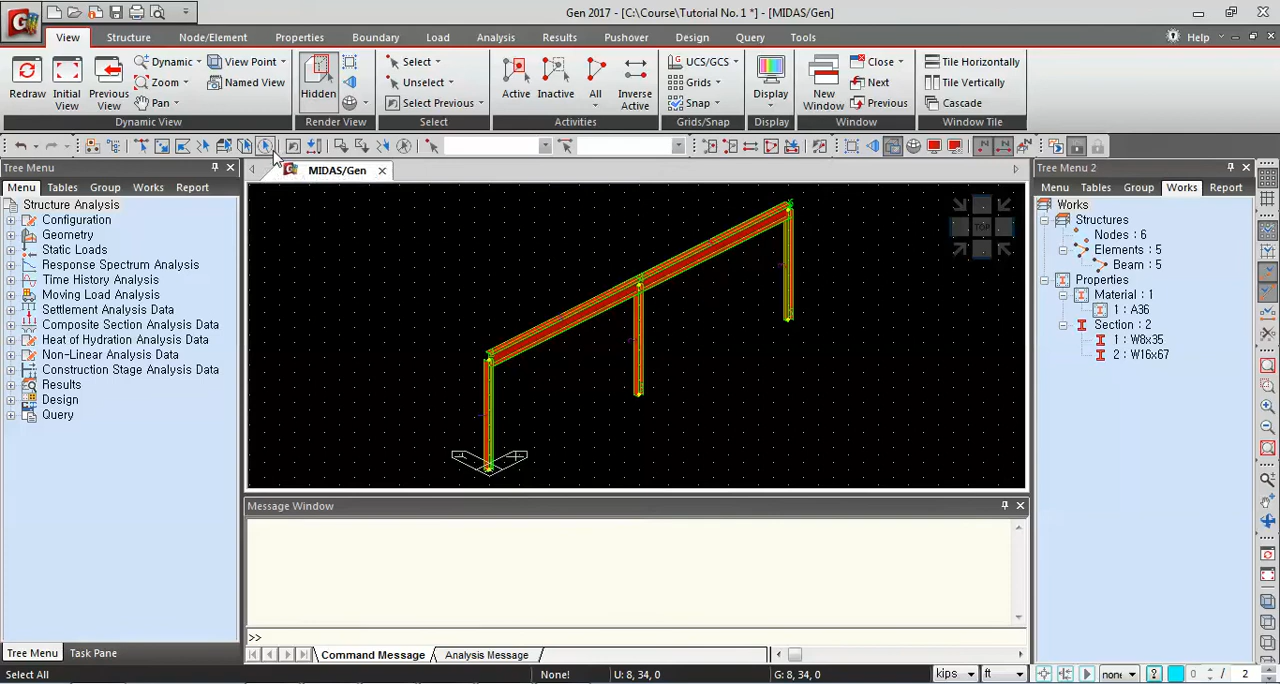 Gen 2017 - [C:\Course\Tutorial No. 1 *] - [MIDAS/Gen]
View Structure Node/Element Properties Boundary Load Analysis Results Pushover Design Query Tools Help
Redraw
Initial View
Previous View
Dynamic
Zoom
Pan
View Point
Named View
Dynamic View
Hidden
Render View
Select
Unselect
Select Previous
Select
Active
Inactive
All
Inverse Active
Activities
UCS/GCS
Grids
Snap
Grids/Snap
Display
Display
New Window
Close
Next
Previous
Window
Tile Horizontally
Tile Vertically
Cascade
Window Tile
Tree Menu
Menu Tables Group Works Report
Structure Analysis
Configuration
Geometry
Static Loads
Response Spectrum Analysis
Time History Analysis
Moving Load Analysis
Settlement Analysis Data
Composite Section Analysis Data
Heat of Hydration Analysis Data
Non-Linear Analysis Data
Construction Stage Analysis Data
Results
Design
Query
Tree Menu Task Pane
MIDAS/Gen
TOP
Message Window
>>
Command Message Analysis Message
Tree Menu 2
Menu Tables Group Works Report
Works
Structures
Nodes : 6
Elements : 5
Beam : 5
Properties
Material : 1
1 : A36
Section : 2
1 : W8x35
2 : W16x67
Select All None! U: 8, 34, 0 G: 8, 34, 0 kips ft none ? 0 / 2